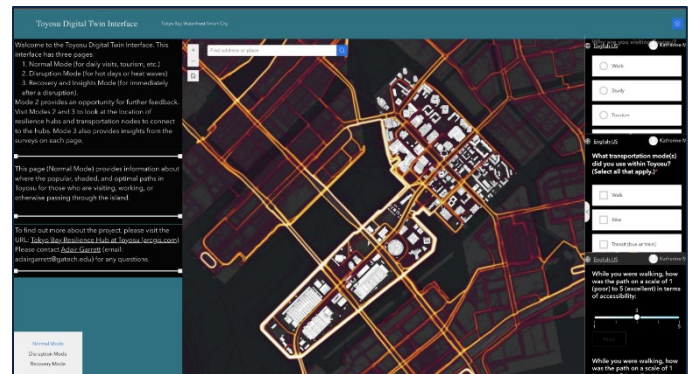 Toyosu Digital Twin Interface
Tokyo Bay Waterfront Smart City
Welcome to the Toyosu Digital Twin Interface. This
interface has three pages:
1. Normal Mode (for daily visits, tourism, etc.)
2. Disruption Mode (for hot days or heat waves)
3. Recovery and Insights Mode (for immediately
after a disruption).
Mode 2 provides an opportunity for further feedback.
Visit Modes 2 and 3 to look at the location of
resilience hubs and transportation nodes to connect
to the hubs. Mode 3 also provides insights from the
surveys on each page.
This page (Normal Mode) provides information about
where the popular, shaded, and optimal paths in
Toyosu for those who are visiting, working, or
otherwise passing through the island.
To find out more about the project, please visit the
URL: Tokyo Bay Resilience Hub at Toyosu (arcgis.com)
Please contact Adair Garrett (email:
adairgarrett@gatech.edu) for any questions.
Normal Mode
Disruption Mode
Recovery Mode
Find address or place
Why are you visiting
English US
Katherine M
Work
Study
Tourism
English US
Katherine M
What transportation mode(s)
did you use within Toyosu?
(Select all that apply.)*
Walk
Bike
Transit (bus or train)
English US
Katherine M
While you were walking, how
was the path on a scale of 1
(poor) to 5 (excellent) in terms
of accessibility:
3
1
5
Reset
While you were walking, how
was the path on a scale of 1